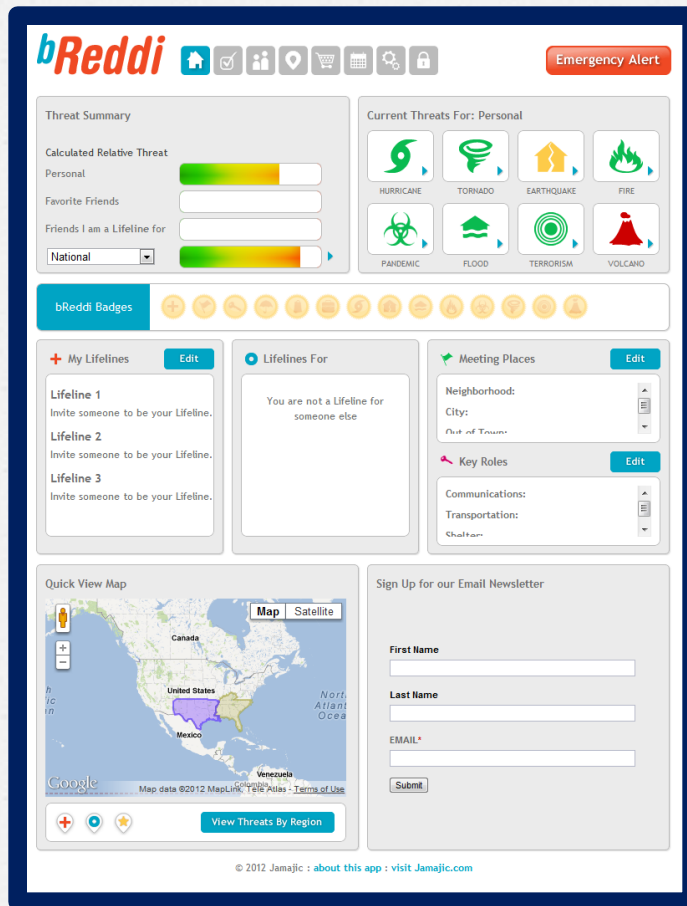 bReddi
Emergency Alert
Threat Summary
Calculated Relative Threat
Personal
Favorite Friends
Friends I am a Lifeline for
National
Current Threats For: Personal
HURRICANE
TORNADO
EARTHQUAKE
FIRE
PANDEMIC
FLOOD
TERRORISM
VOLCANO
bReddi Badges
My Lifelines
Edit
Lifeline 1
Invite someone to be your Lifeline.
Lifeline 2
Invite someone to be your Lifeline.
Lifeline 3
Invite someone to be your Lifeline.
Lifelines For
You are not a Lifeline for
someone else
Meeting Places
Edit
Neighborhood:
City:
Out of Town:
Key Roles
Edit
Communications:
Transportation:
Shelter:
Quick View Map
Map
Satellite
+
−
Canada
United States
Mexico
Venezuela
Colombia
Google
Map data ©2012 MapLink, Tele Atlas - Terms of Use
View Threats By Region
Sign Up for our Email Newsletter
First Name
Last Name
EMAIL*
Submit
© 2012 Jamajic : about this app : visit Jamajic.com